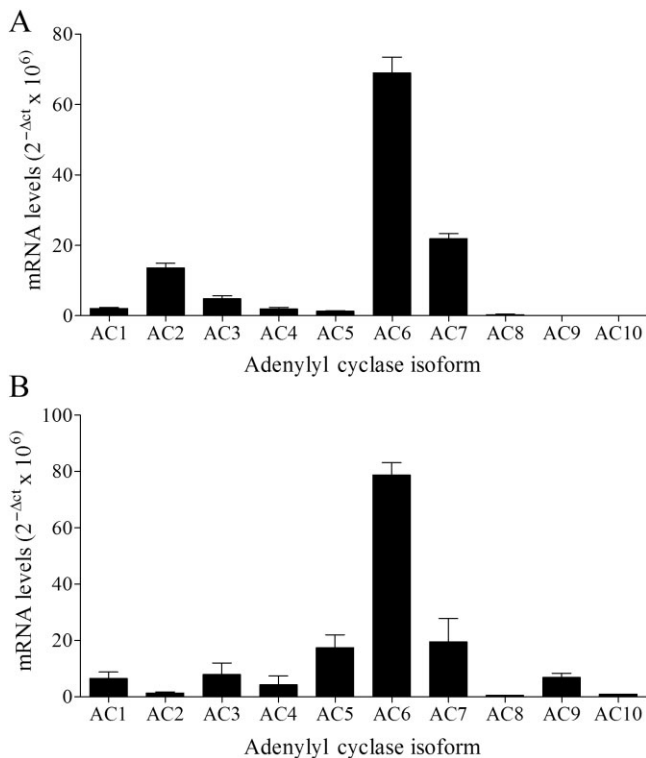 A
mRNA levels (2^-Δct x 10^6)
80
60
40
20
0
AC1 AC2 AC3 AC4 AC5 AC6 AC7 AC8 AC9 AC10
Adenylyl cyclase isoform
B
mRNA levels (2^-Δct x 10^6)
100
80
60
40
20
0
AC1 AC2 AC3 AC4 AC5 AC6 AC7 AC8 AC9 AC10
Adenylyl cyclase isoform